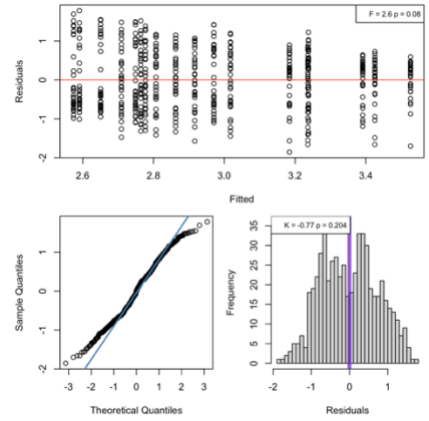 F = 2.6 p = 0.08
Residuals
1
0
-1
-2
2.6 2.8 3.0 3.2 3.4
Fitted
Sample Quantiles
1
0
-1
-2
-3 -2 -1 0 1 2 3
Theoretical Quantiles
K = -0.77 p = 0.204
Frequency
35
30
25
20
15
10
5
0
-2 -1 0 1
Residuals